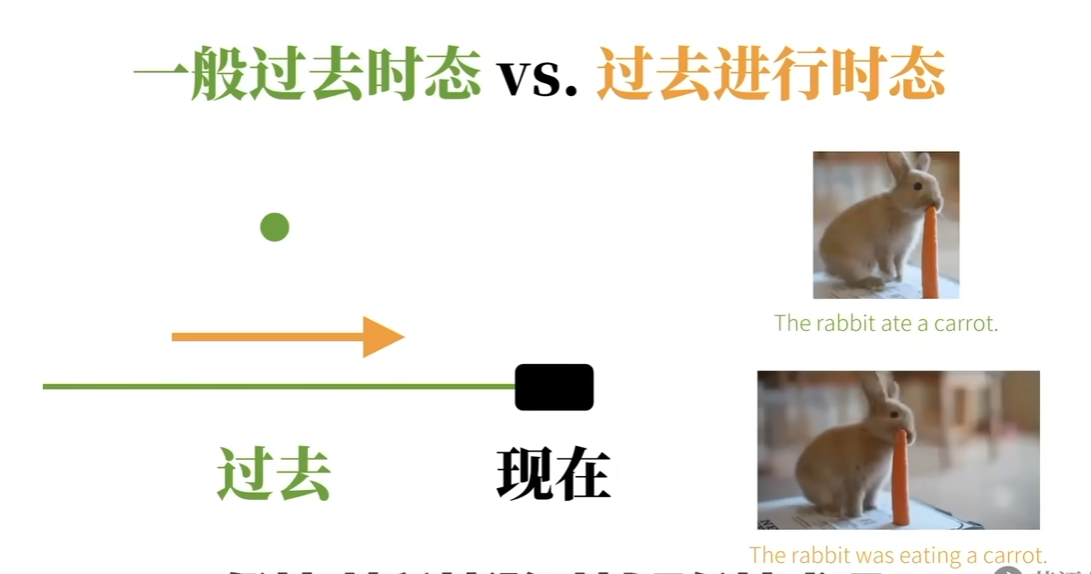 一般过去时态 vs. 过去进行时态
The rabbit ate a carrot.
过去
现在
The rabbit was eating a carrot.